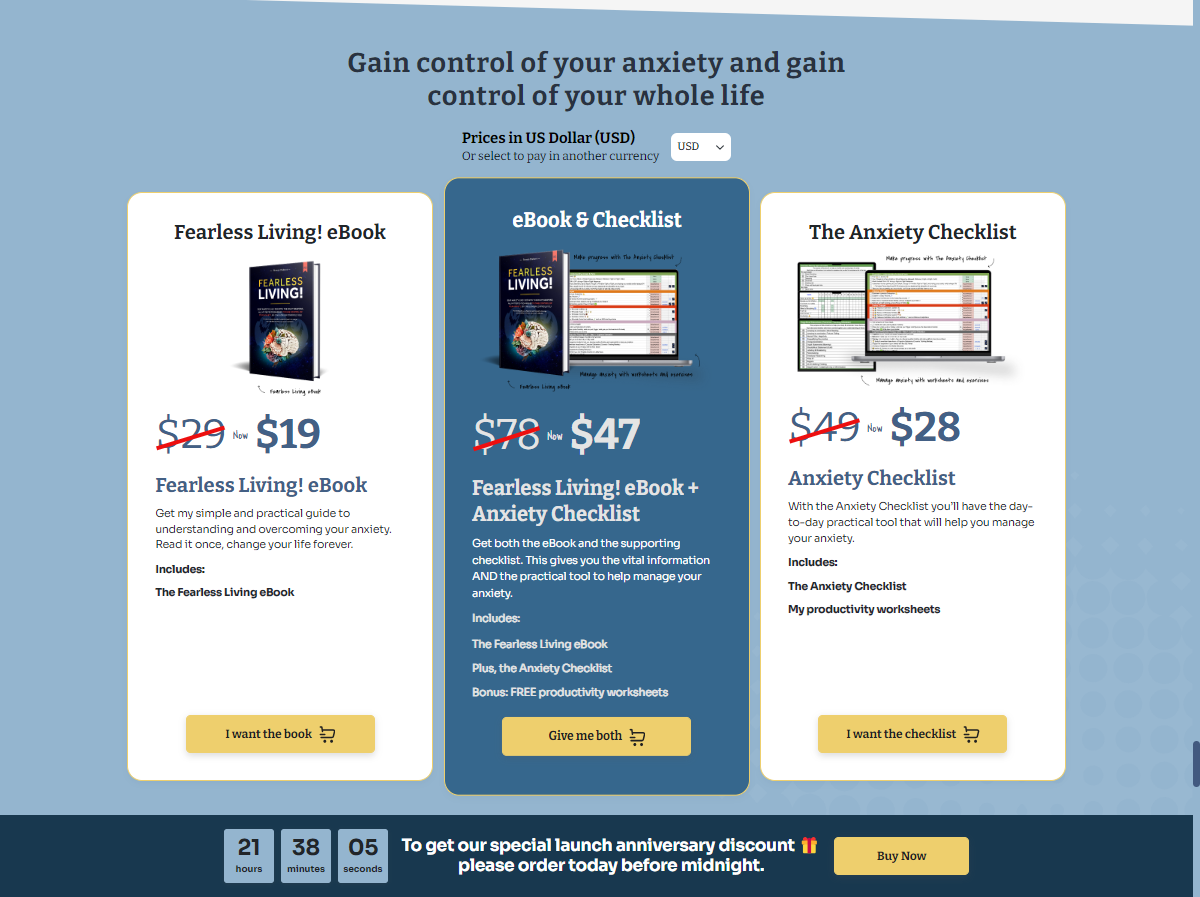 Gain control of your anxiety and gain
control of your whole life
Prices in US Dollar (USD)
Or select to pay in another currency
USD
Fearless Living! eBook
FEARLESS
LIVING!
Fearless Living eBook
$29 Now $19
Fearless Living! eBook
Get my simple and practical guide to
understanding and overcoming your anxiety.
Read it once, change your life forever.
Includes:
The Fearless Living eBook
I want the book
eBook & Checklist
Make progress with The Anxiety Checklist
FEARLESS
LIVING!
Manage anxiety with worksheets and exercises
Fearless Living eBook
$78 Now $47
Fearless Living! eBook +
Anxiety Checklist
Get both the eBook and the supporting
checklist. This gives you the vital information
AND the practical tool to help manage your
anxiety.
Includes:
The Fearless Living eBook
Plus, the Anxiety Checklist
Bonus: FREE productivity worksheets
Give me both
The Anxiety Checklist
Make progress with The Anxiety Checklist
Manage anxiety with worksheets and exercises
$49 Now $28
Anxiety Checklist
With the Anxiety Checklist you'll have the day-
to-day practical tool that will help you manage
your anxiety.
Includes:
The Anxiety Checklist
My productivity worksheets
I want the checklist
21
hours
38
minutes
05
seconds
To get our special launch anniversary discount 🎁
please order today before midnight.
Buy Now